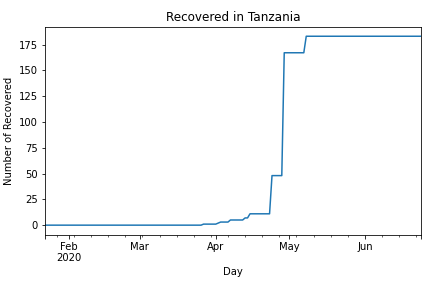 Recovered in Tanzania
Number of Recovered
175
150
125
100
75
50
25
0
Feb
2020
Mar
Apr
May
Jun
Day